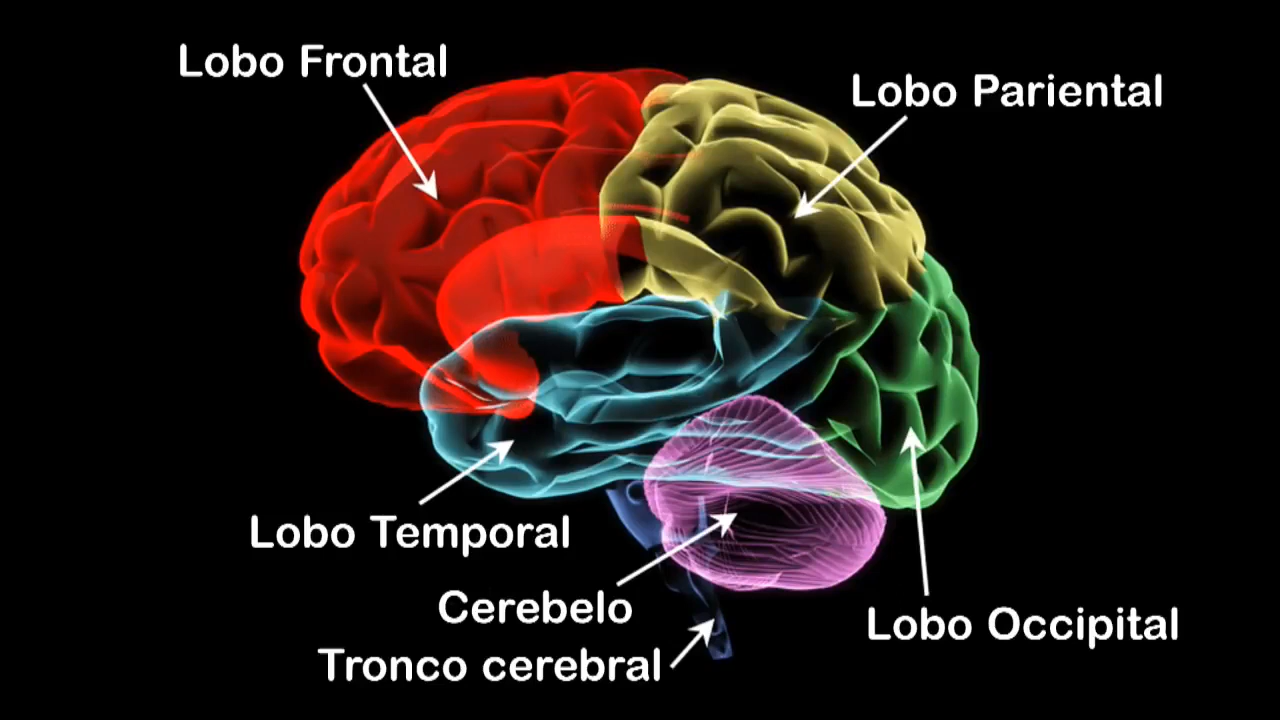 Lobo Frontal
Lobo Pariental
Lobo Temporal
Cerebelo
Lobo Occipital
Tronco cerebral